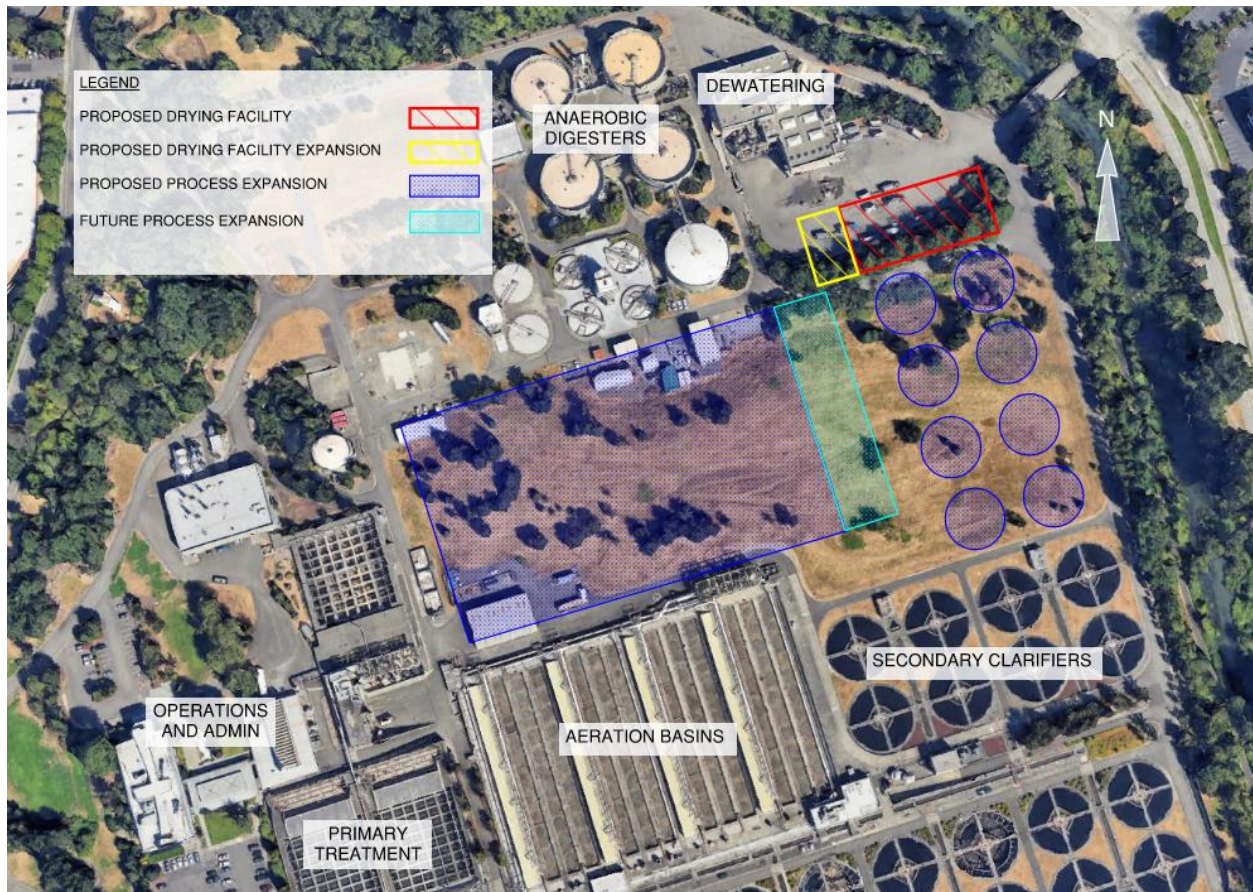 LEGEND
PROPOSED DRYING FACILITY
PROPOSED DRYING FACILITY EXPANSION
PROPOSED PROCESS EXPANSION
FUTURE PROCESS EXPANSION
DEWATERING
ANAEROBIC
DIGESTERS
N
SECONDARY CLARIFIERS
OPERATIONS
AND ADMIN
AERATION BASINS
PRIMARY
TREATMENT